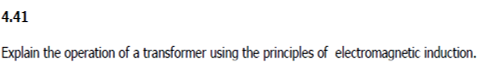 4.41
Explain the operation of a transformer using the principles of electromagnetic induction.